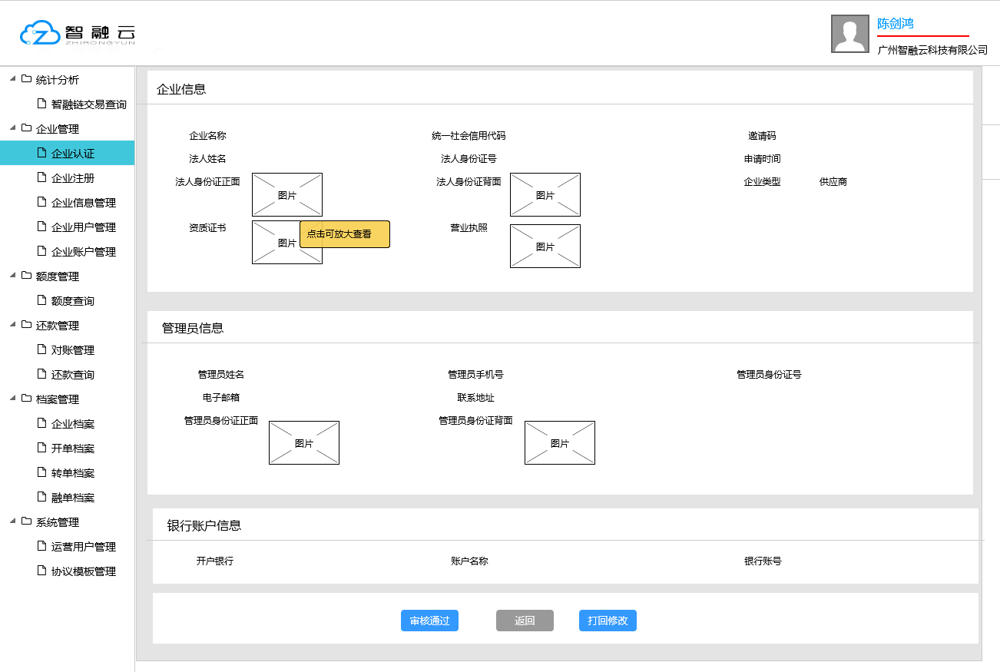 智融云
ZHIRONGYUN
陈剑鸿
广州智融云科技有限公司
统计分析
智融链交易查询
企业管理
企业认证
企业注册
企业信息管理
企业用户管理
企业账户管理
额度管理
额度查询
还款管理
对账管理
还款查询
档案管理
企业档案
开单档案
转单档案
融单档案
系统管理
运营用户管理
协议模板管理
企业信息
企业名称 统一社会信用代码 邀请码
法人姓名 法人身份证号 申请时间
法人身份证正面 图片 法人身份证背面 图片 企业类型 供应商
资质证书 图片 点击可放大查看 营业执照 图片
管理员信息
管理员姓名 管理员手机号 管理员身份证号
电子邮箱 联系地址
管理员身份证正面 图片 管理员身份证背面 图片
银行账户信息
开户银行 账户名称 银行账号
审核通过 返回 打回修改